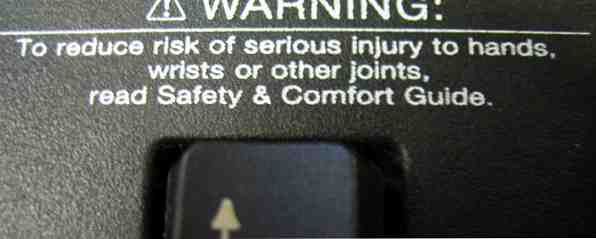 ⚠ WARNING:
To reduce risk of serious injury to hands,
wrists or other joints,
read Safety & Comfort Guide.